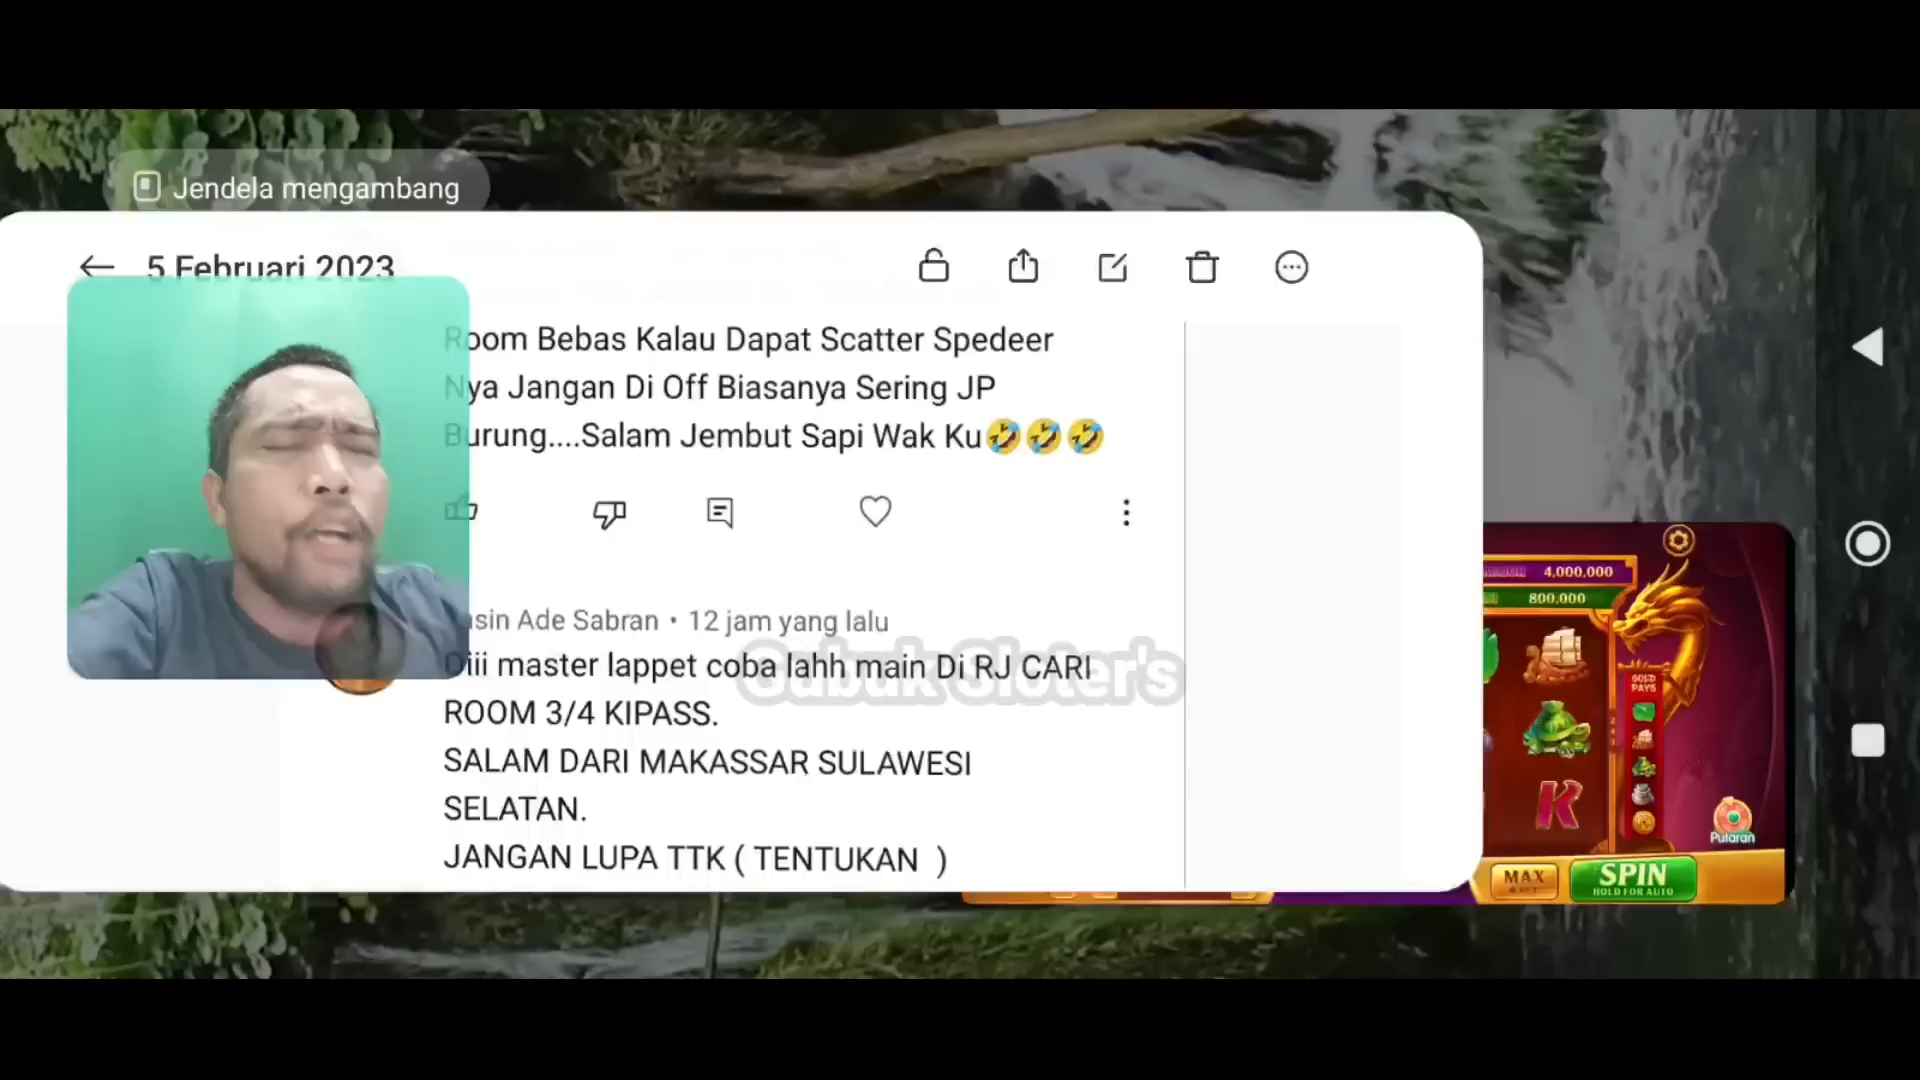 Jendela mengambang
5 Februari 2023
Room Bebas Kalau Dapat Scatter Spedeer
Nya Jangan Di Off Biasanya Sering JP
Burung....Salam Jembut Sapi Wak Ku🤣🤣🤣
Ade Sabran • 12 jam yang lalu
Diii master lappet coba lahh main Di RJ CARI
Gubuk Sloter's
ROOM 3/4 KIPASS.
SALAM DARI MAKASSAR SULAWESI
SELATAN.
JANGAN LUPA TTK ( TENTUKAN )
4,000,000
800,000
GOLD
PAYS
K
Putaran
MAX
SPIN
HOLD FOR AUTO